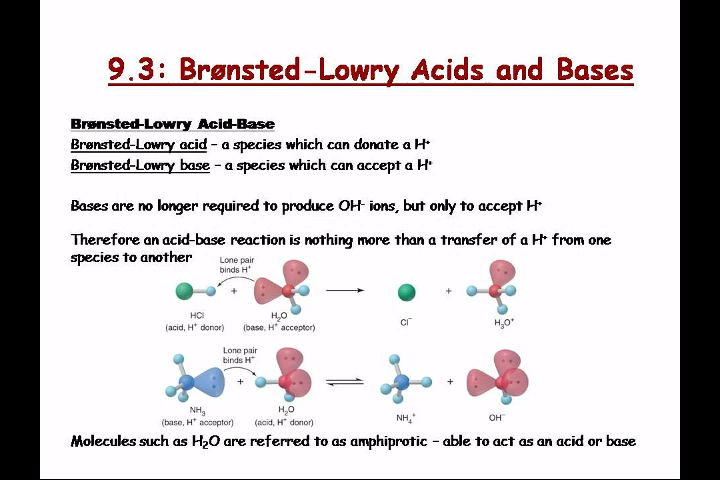 9.3: Brønsted-Lowry Acids and Bases
Brønsted-Lowry Acid-Base
Brønsted-Lowry acid – a species which can donate a H⁺
Brønsted-Lowry base – a species which can accept a H⁺
Bases are no longer required to produce OH⁻ ions, but only to accept H⁺
Therefore an acid-base reaction is nothing more than a transfer of a H⁺ from one
species to another
Lone pair
binds H⁺
+ +
HCl H₂O Cl⁻ H₃O⁺
(acid, H⁺ donor) (base, H⁺ acceptor)
Lone pair
binds H⁺
+ +
NH₃ H₂O NH₄⁺ OH⁻
(base, H⁺ acceptor) (acid, H⁺ donor)
Molecules such as H₂O are referred to as amphiprotic – able to act as an acid or base